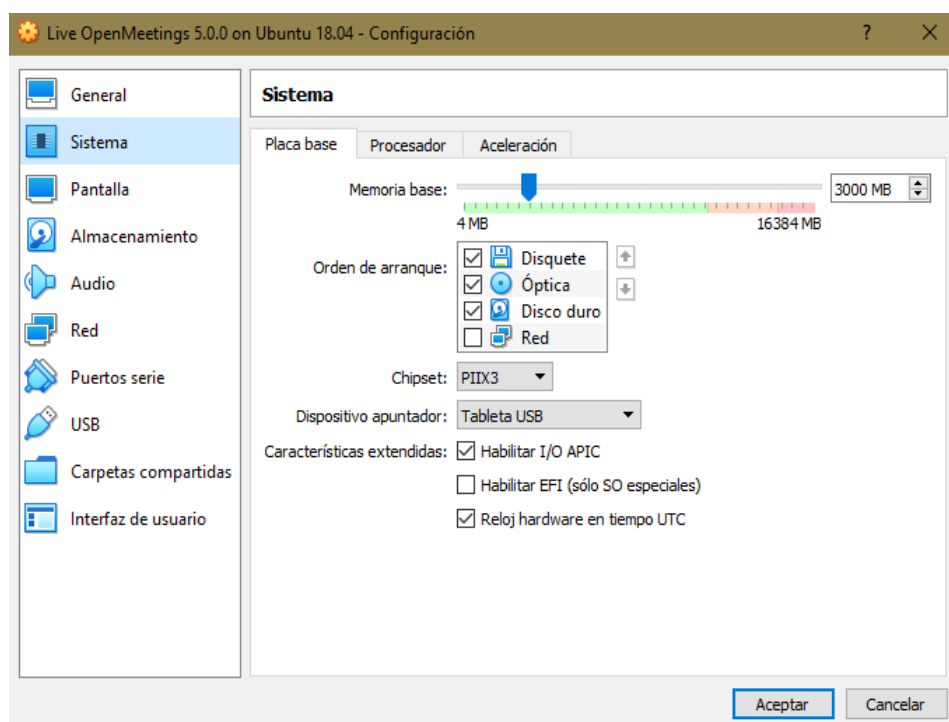 Live OpenMeetings 5.0.0 on Ubuntu 18.04 - Configuración
?
General
Sistema
Pantalla
Almacenamiento
Audio
Red
Puertos serie
USB
Carpetas compartidas
Interfaz de usuario
Sistema
Placa base Procesador Aceleración
Memoria base: 3000 MB
4 MB 16384 MB
Orden de arranque:
Disquete
Óptica
Disco duro
Red
Chipset: PIIX3
Dispositivo apuntador: Tableta USB
Características extendidas: Habilitar I/O APIC
Habilitar EFI (sólo SO especiales)
Reloj hardware en tiempo UTC
Aceptar Cancelar